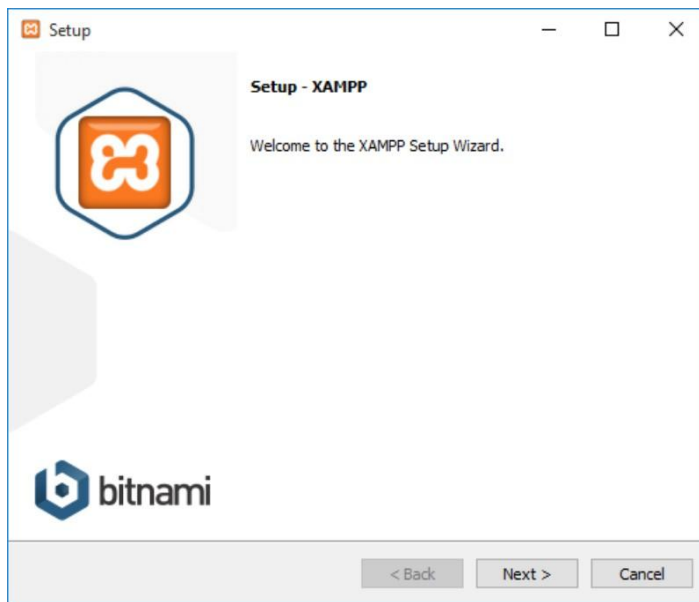 Setup
Setup - XAMPP
Welcome to the XAMPP Setup Wizard.
bitnami
< Back
Next >
Cancel